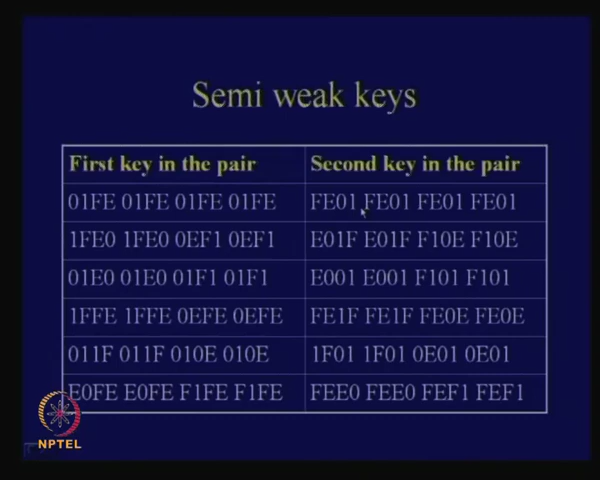 Semi weak keys
First key in the pair Second key in the pair
01FE 01FE 01FE 01FE FE01 FE01 FE01 FE01
1FE0 1FE0 0EF1 0EF1 E01F E01F F10E F10E
01E0 01E0 01F1 01F1 E001 E001 F101 F101
1FFE 1FFE 0EFE 0EFE FE1F FE1F FE0E FE0E
011F 011F 010E 010E 1F01 1F01 0E01 0E01
E0FE E0FE F1FE F1FE FEE0 FEE0 FEF1 FEF1
NPTEL